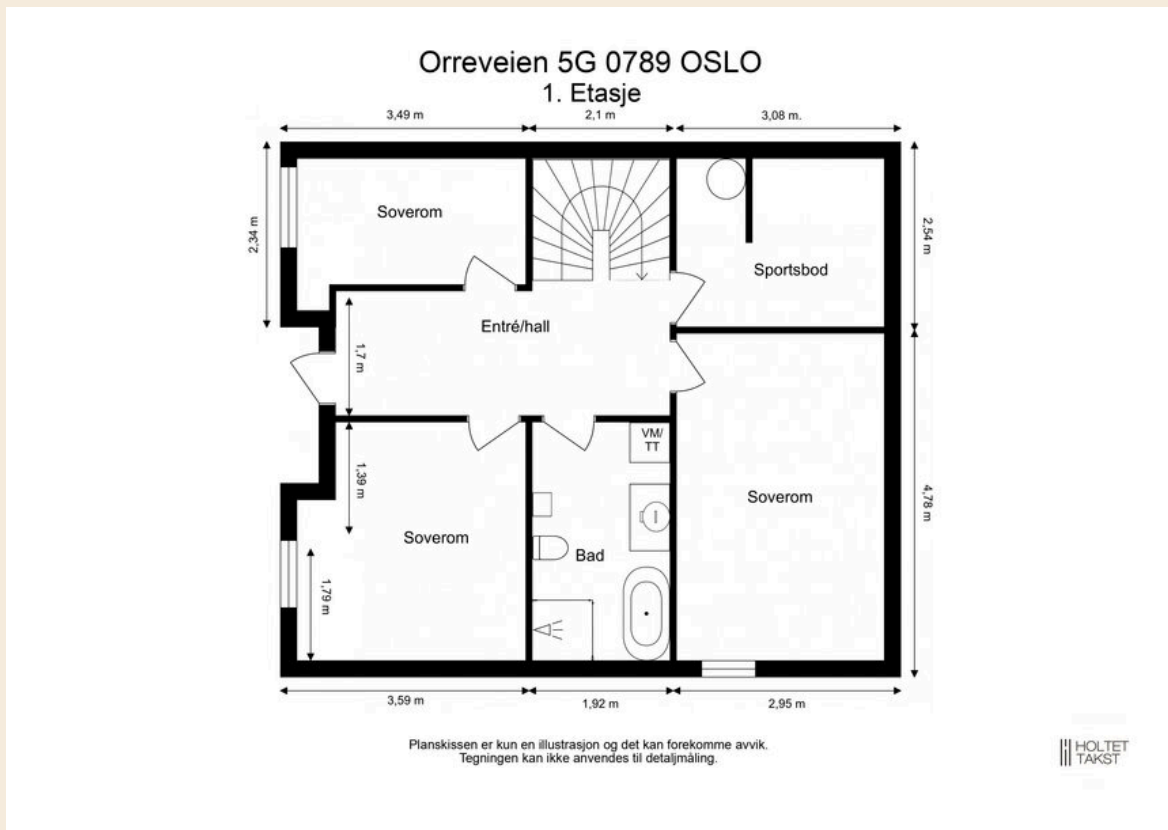 Orreveien 5G 0789 OSLO
1. Etasje
3,49 m
2,1 m
3,08 m.
2,34 m
Soverom
2,54 m
Sportsbod
Entré/hall
1,7 m
VM/
TT
1,39 m
4,78 m
Soverom
Soverom
Bad
1,79 m
3,59 m
1,92 m
2,95 m
Planskissen er kun en illustrasjon og det kan forekomme avvik.
Tegningen kan ikke anvendes til detaljmåling.
HOLTET
TAKST